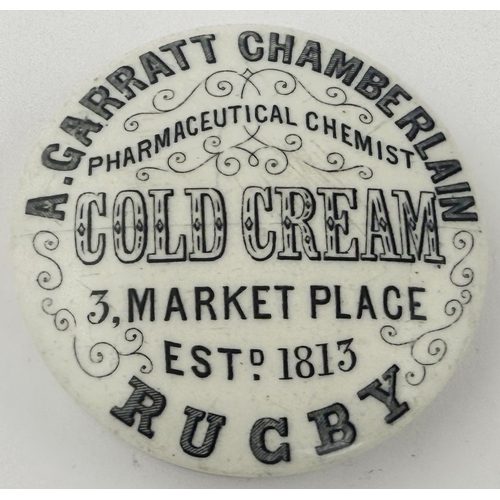 A. GARRATT CHAMBERLAIN
PHARMACEUTICAL CHEMIST
COLD CREAM
3, MARKET PLACE
ESTD. 1813
RUGBY